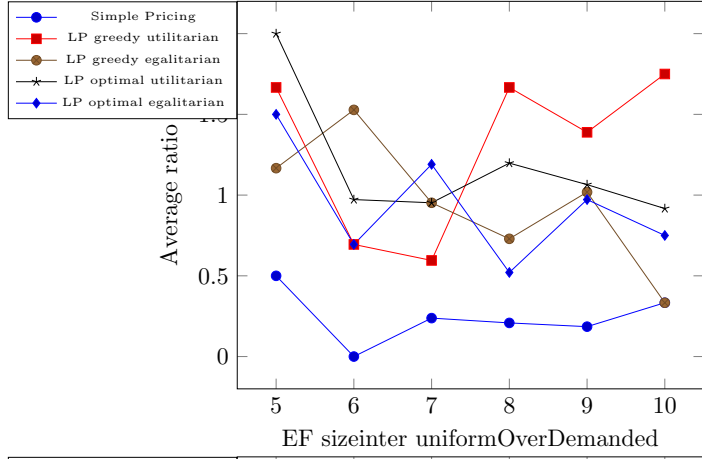 Simple Pricing
LP greedy utilitarian
LP greedy egalitarian
LP optimal utilitarian
LP optimal egalitarian
Average ratio
1
0.5
0
5 6 7 8 9 10
EF sizeinter uniformOverDemanded